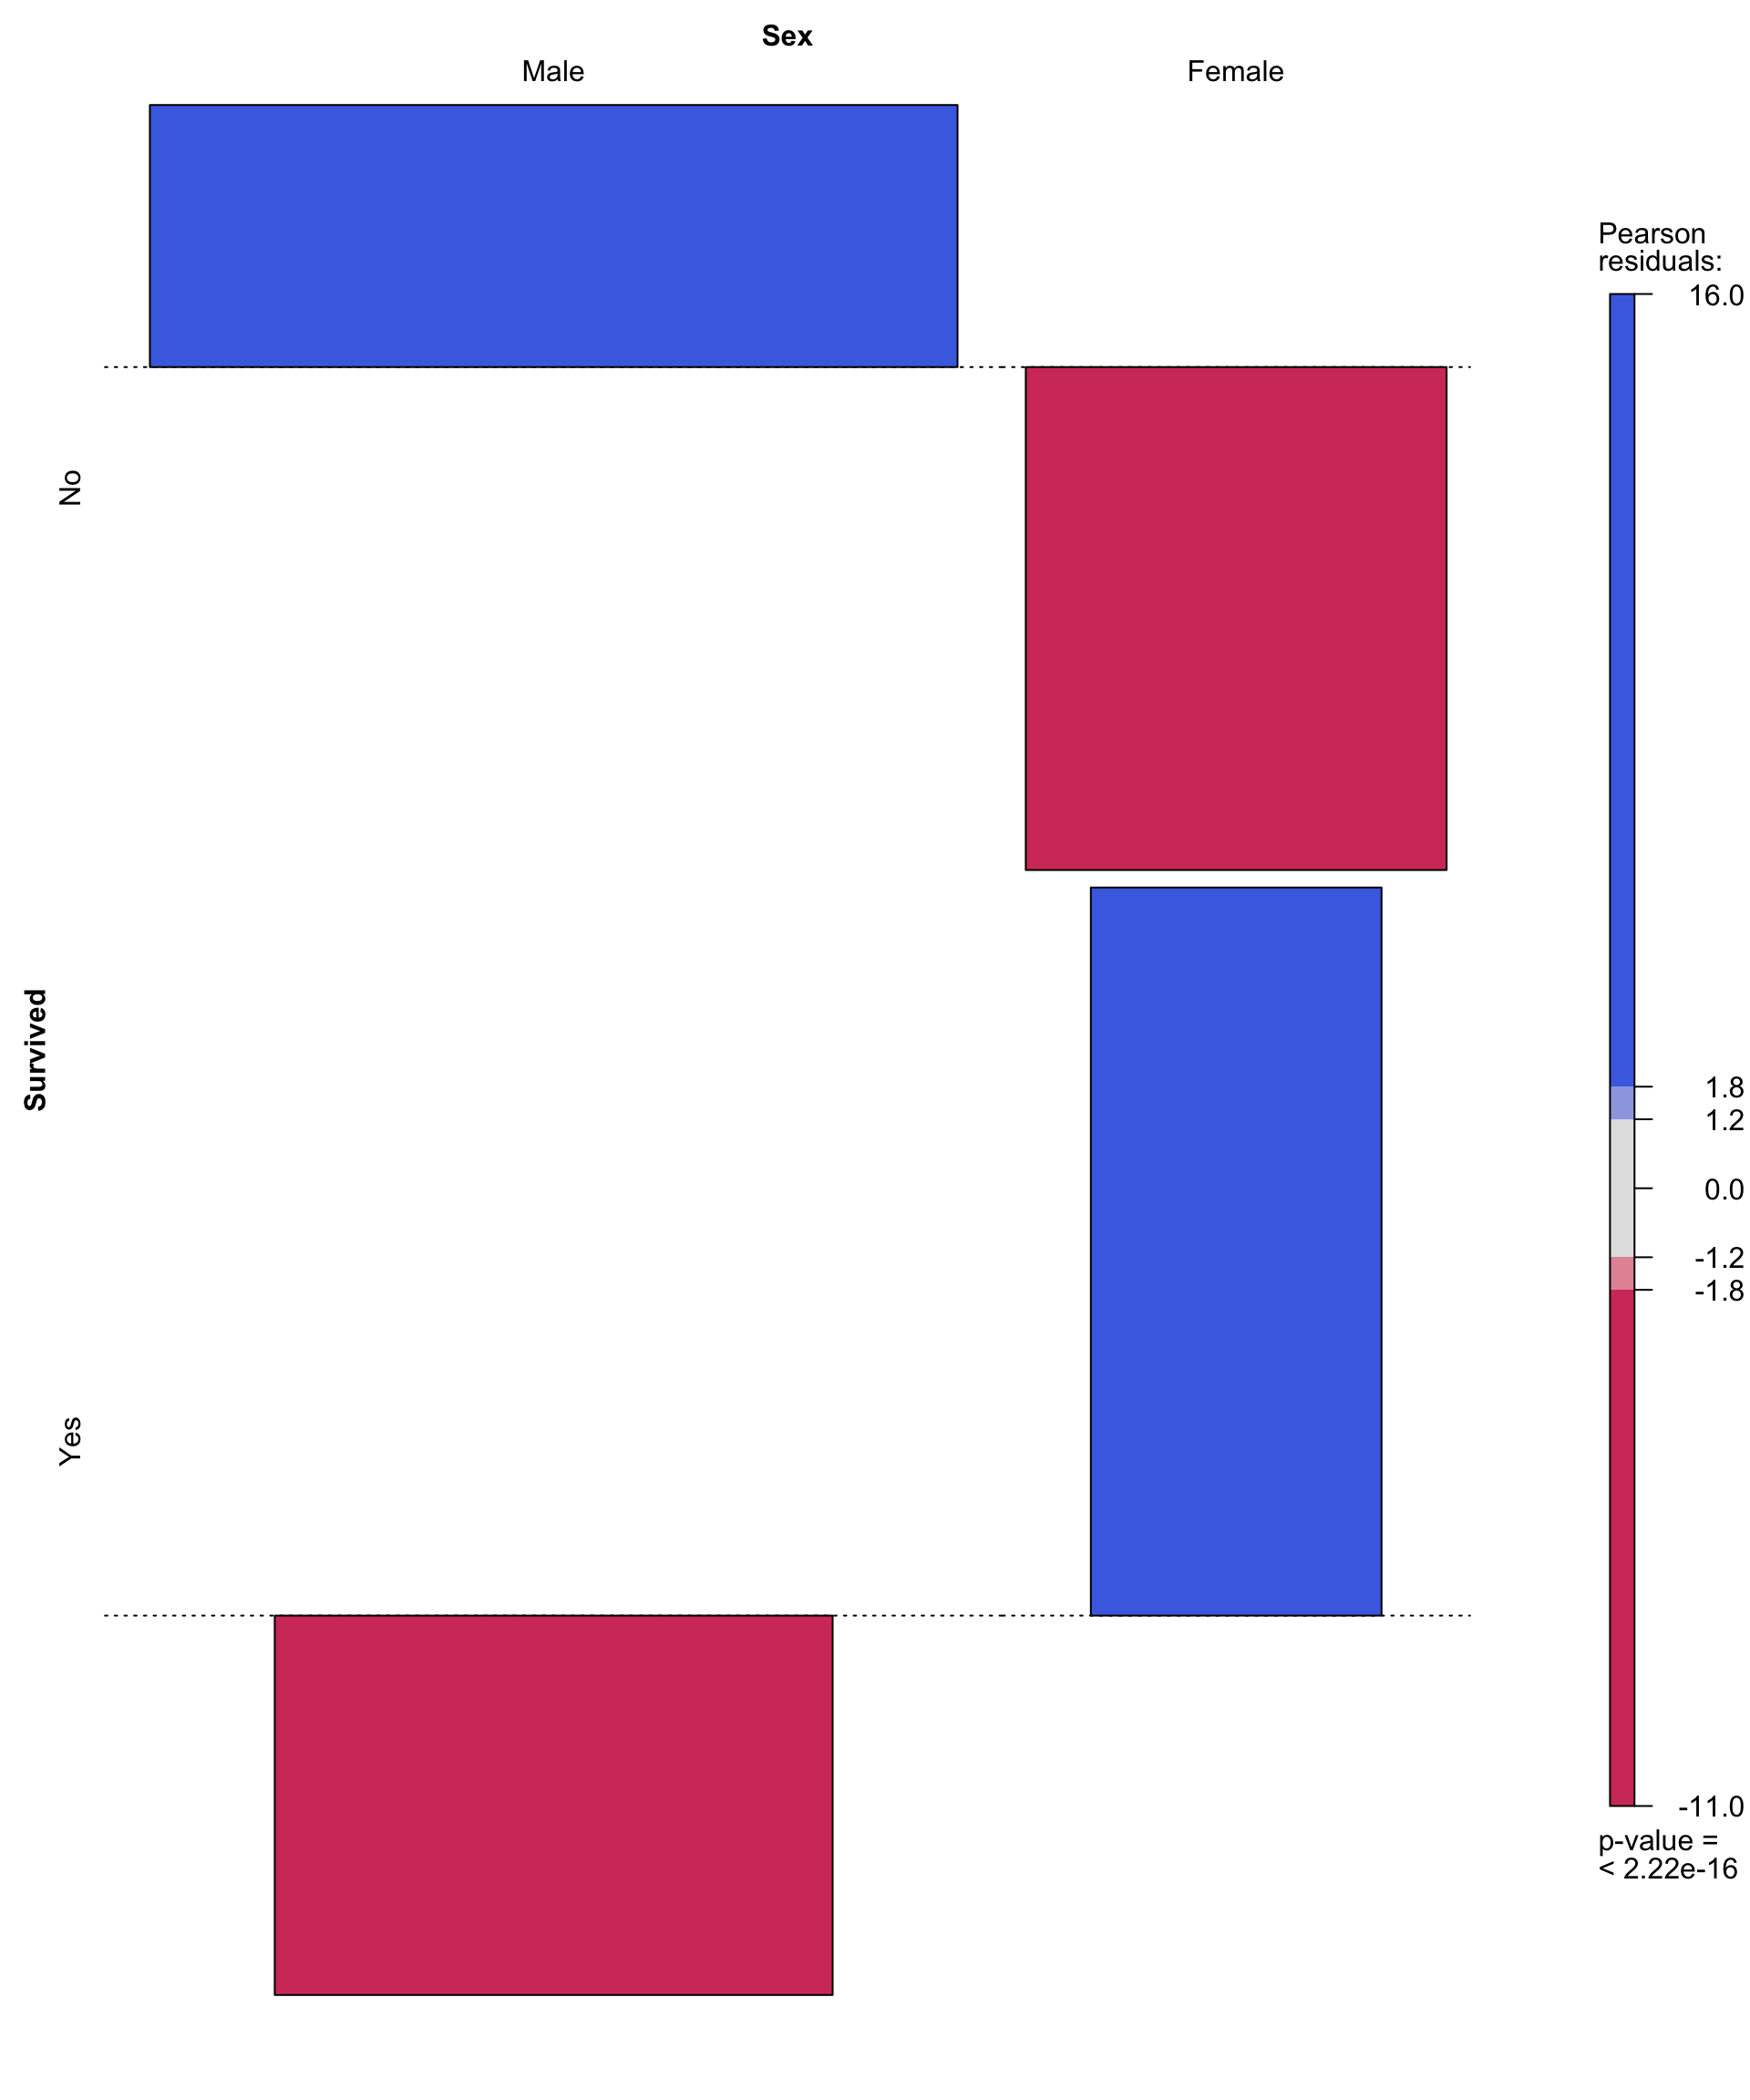 Sex
Male
Female
No
Survived
Yes
Pearson
residuals:
16.0
1.8
1.2
0.0
-1.2
-1.8
-11.0
p-value =
< 2.22e-16